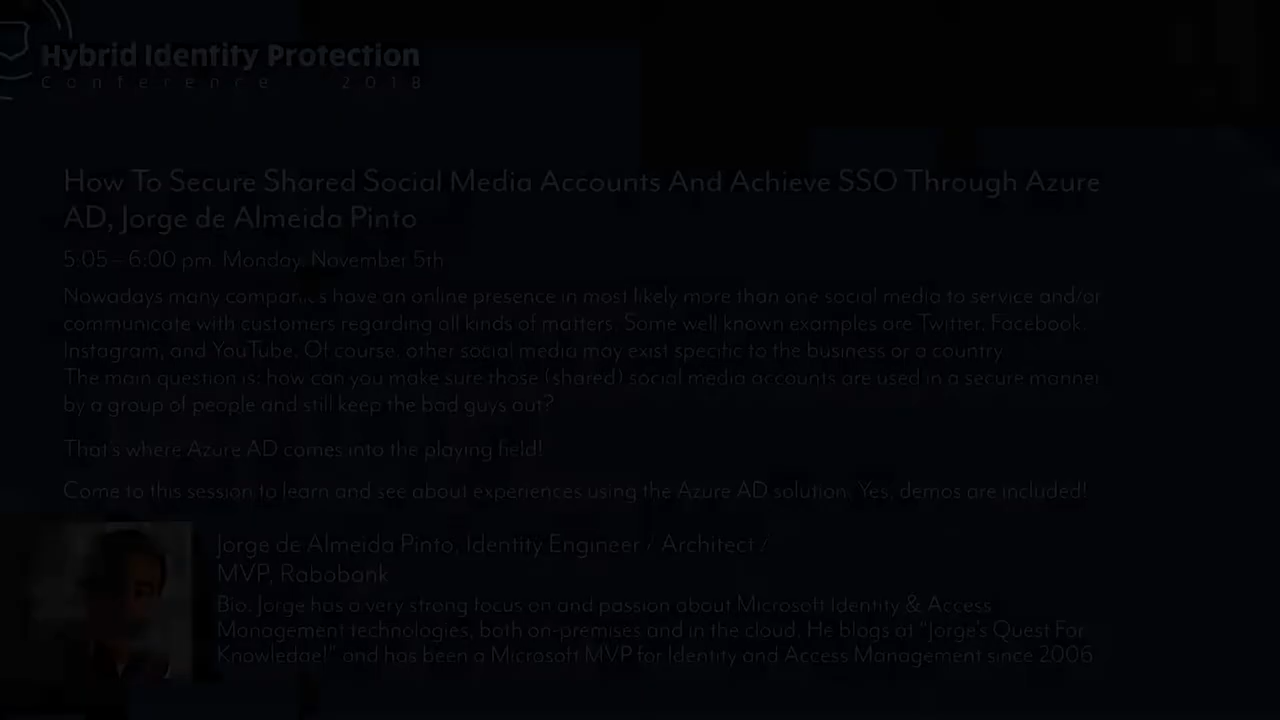 Hybrid Identity Protection
Conference 2018
How To Secure Shared Social Media Accounts And Achieve SSO Through Azure
AD, Jorge de Almeida Pinto
5:05 – 6:00 pm, Monday, November 5th
Nowadays many companies have an online presence in most likely more than one social media to service and/or
communicate with customers regarding all kinds of matters. Some well known examples are Twitter, Facebook,
Instagram, and YouTube. Of course, other social media may exist specific to the business or a country
The main question is: how can you make sure those (shared) social media accounts are used in a secure manner
by a group of people and still keep the bad guys out?
That's where Azure AD comes into the playing field!
Come to this session to learn and see about experiences using the Azure AD solution. Yes, demos are included!
Jorge de Almeida Pinto, Identity Engineer / Architect /
MVP, Rabobank
Bio: Jorge has a very strong focus on and passion about Microsoft Identity & Access
Management technologies, both on-premises and in the cloud. He blogs at "Jorge's Quest For
Knowledge!" and has been a Microsoft MVP for Identity and Access Management since 2006